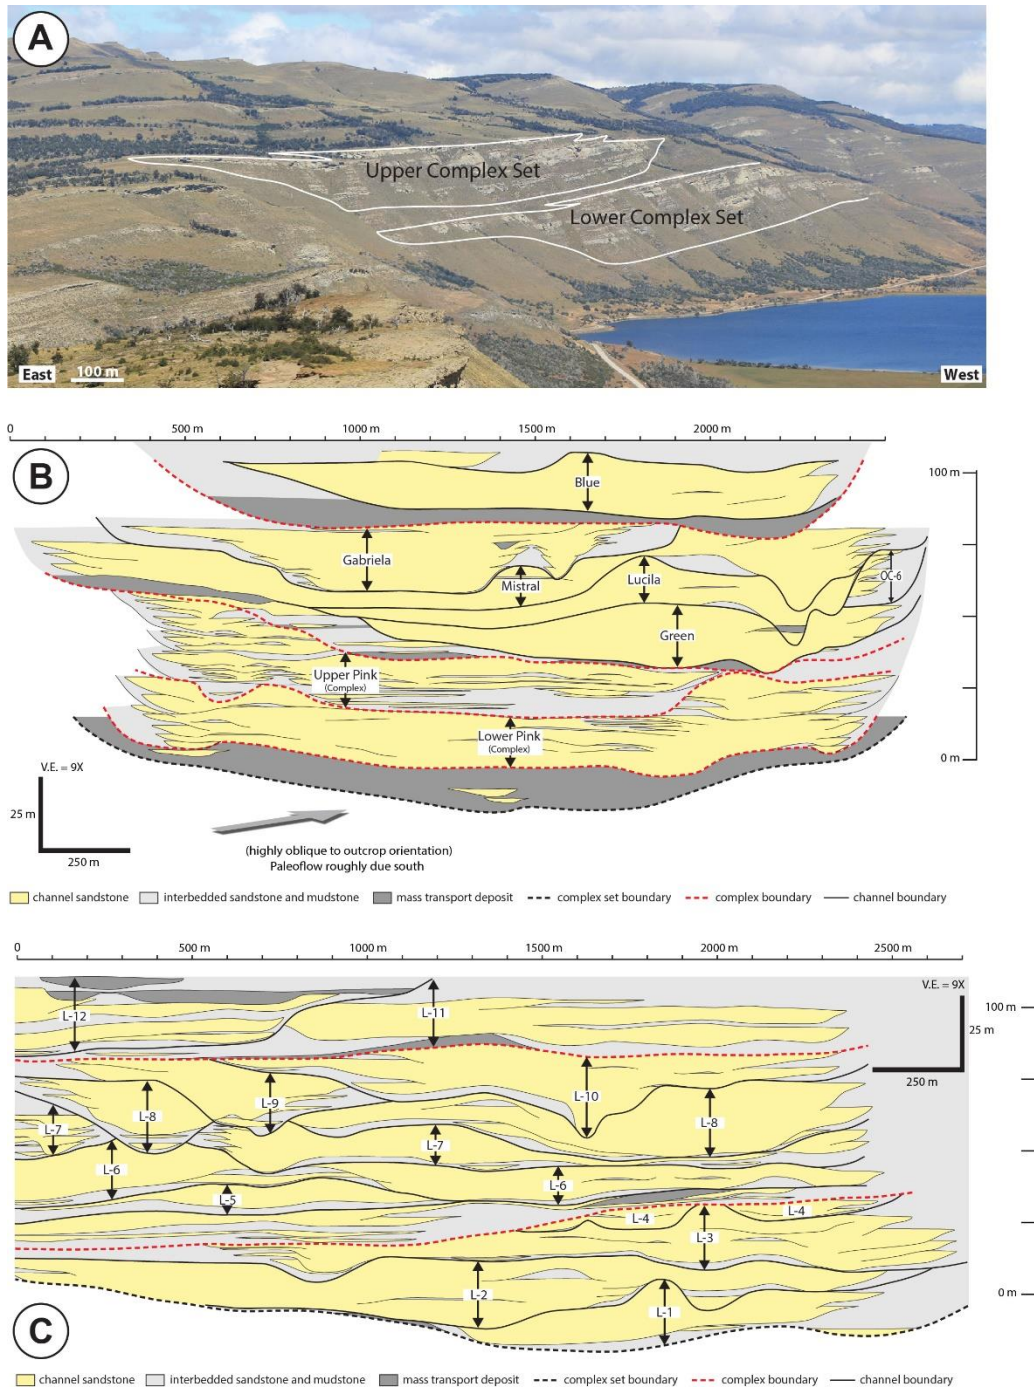 A
Upper Complex Set
Lower Complex Set
East 100 m West
0 500 m 1000 m 1500 m 2000 m
B
100 m
Blue
Gabriela
Mistral
Lucila
OC-6
Green
Upper Pink
(Complex)
Lower Pink
(Complex)
0 m
V.E. = 9X
25 m
250 m
(highly oblique to outcrop orientation)
Paleoflow roughly due south
channel sandstone interbedded sandstone and mudstone mass transport deposit complex set boundary complex boundary channel boundary
0 500 m 1000 m 1500 m 2000 m 2500 m
V.E. = 9X
L-12
L-11
100 m
25 m
250 m
L-9
L-10
L-8
L-8
L-7
L-7
L-6
L-6
L-5
L-4
L-4
L-3
L-2
L-1
0 m
C
channel sandstone interbedded sandstone and mudstone mass transport deposit complex set boundary complex boundary channel boundary